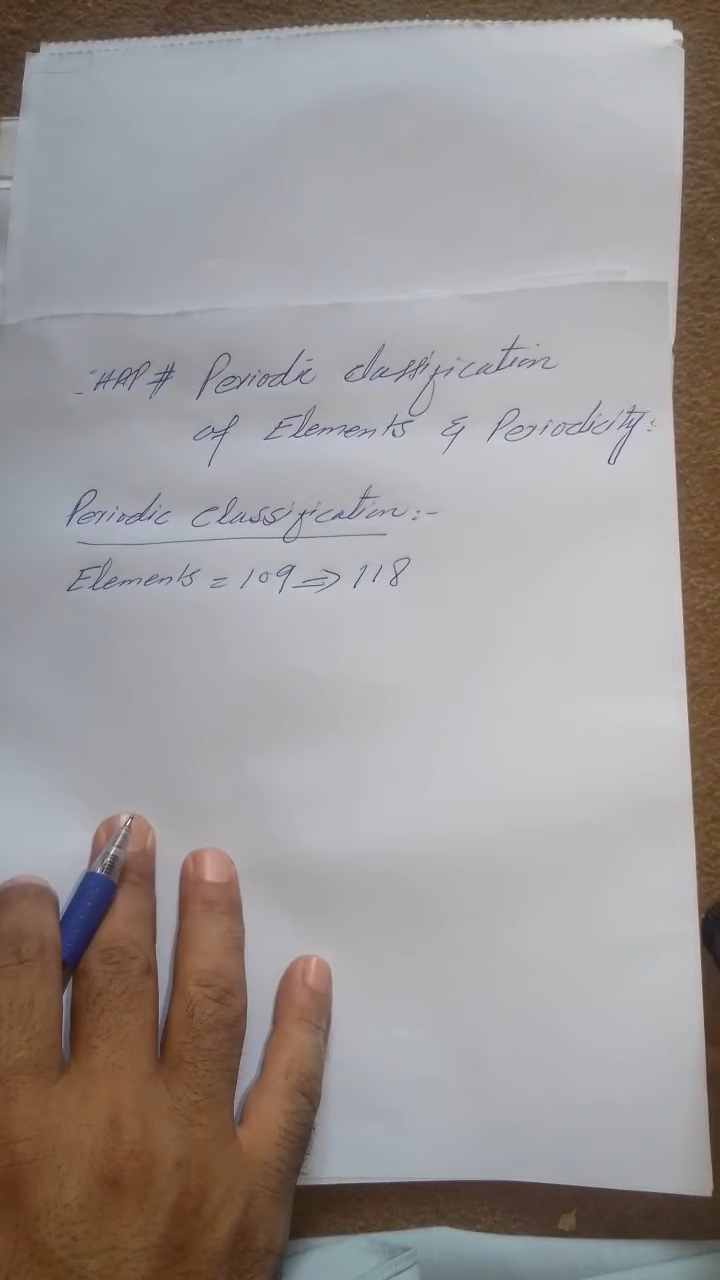 CHAP # Periodic classification
of Elements & Periodicity:
Periodic classification:-
Elements = 109 => 118